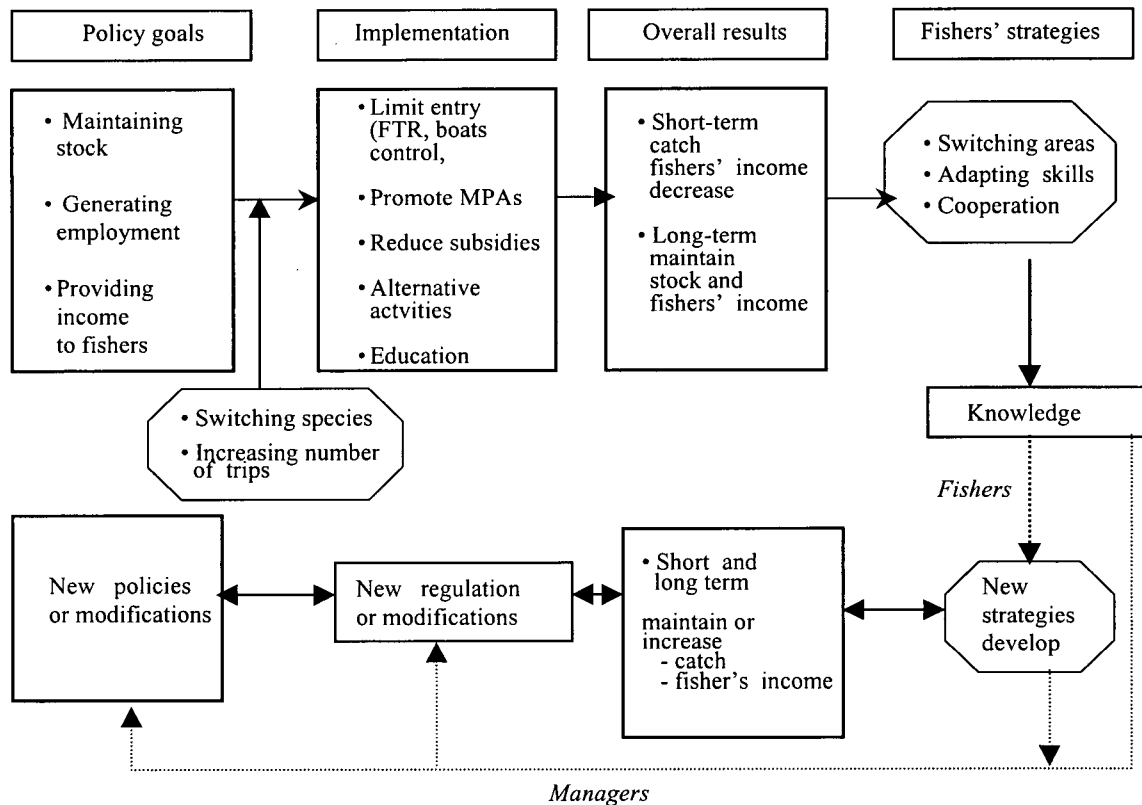 Policy goals
Implementation
Overall results
Fishers’ strategies
• Maintaining
stock
• Generating
employment
• Providing
income
to fishers
• Limit entry
(FTR, boats
control,
• Promote MPAs
• Reduce subsidies
• Alternative
actvities
• Education
• Short-term
catch
fishers’ income
decrease
• Long-term
maintain
stock and
fishers’ income
• Switching areas
• Adapting skills
• Cooperation
• Switching species
• Increasing number
of trips
Knowledge
Fishers
New policies
or modifications
New regulation
or modifications
• Short and
long term
maintain or
increase
- catch
- fisher’s income
New
strategies
develop
Managers